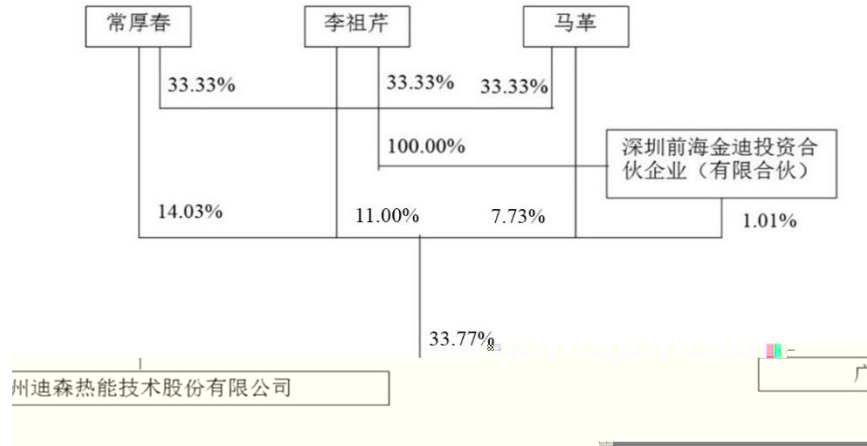 常厚春
李祖芹
马革
33.33%
33.33%
33.33%
100.00%
深圳前海金迪投资合
伙企业（有限合伙）
14.03%
11.00%
7.73%
1.01%
33.77%
州迪森热能技术股份有限公司
广